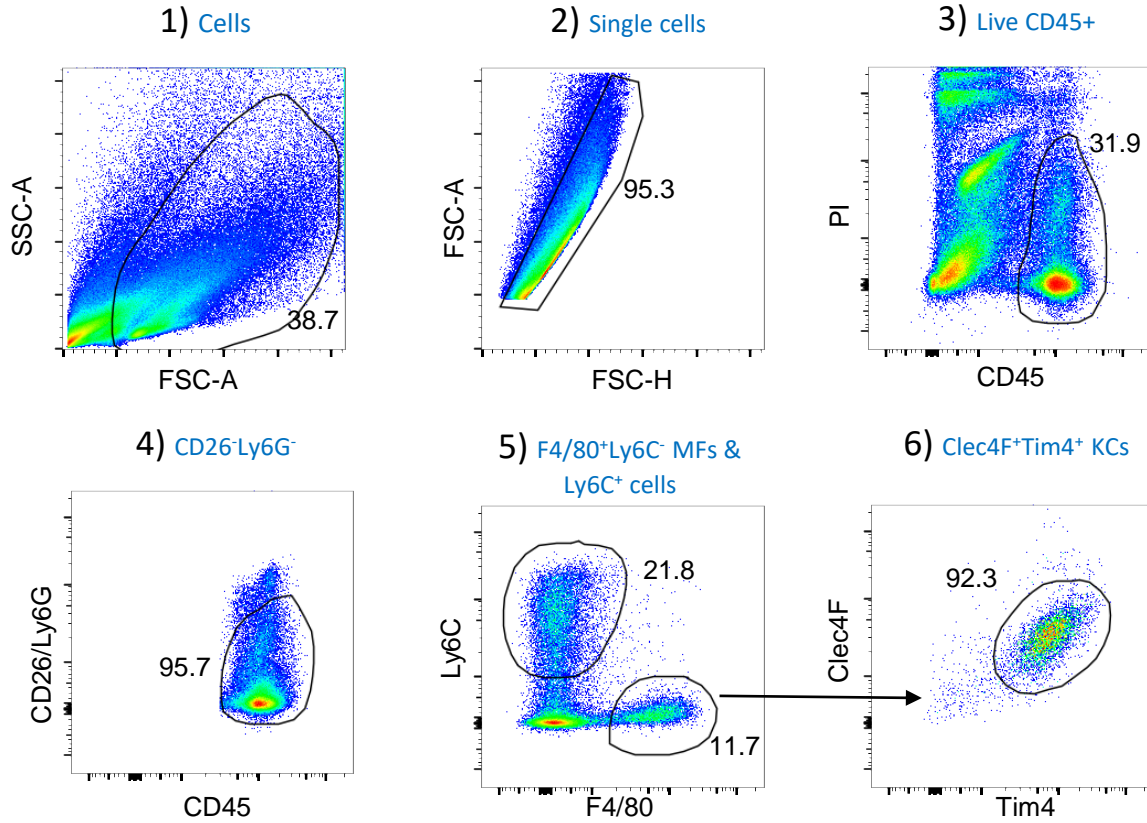 1) Cells
2) Single cells
3) Live CD45+
SSC-A
38.7
FSC-A
FSC-A
95.3
FSC-H
PI
31.9
CD45
4) CD26⁻Ly6G⁻
5) F4/80⁺Ly6C⁻ MFs &
Ly6C⁺ cells
6) Clec4F⁺Tim4⁺ KCs
CD26/Ly6G
95.7
CD45
Ly6C
21.8
11.7
F4/80
Clec4F
92.3
Tim4